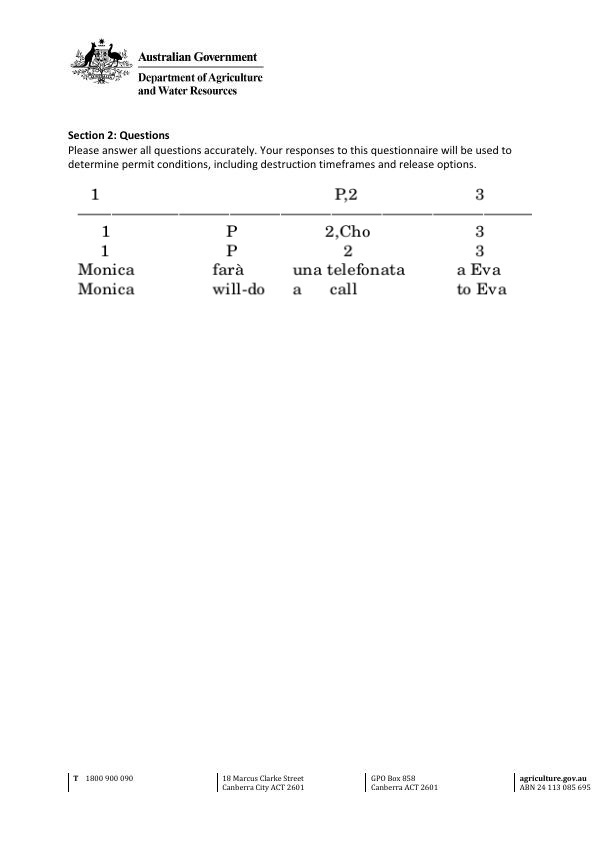 Australian Government
Department of Agriculture
and Water Resources
Section 2: Questions
Please answer all questions accurately. Your responses to this questionnaire will be used to
determine permit conditions, including destruction timeframes and release options.
1 P,2 3
1 P 2,Cho 3
1 P 2 3
Monica farà una telefonata a Eva
Monica will-do a call to Eva
T 1800 900 090 18 Marcus Clarke Street GPO Box 858 agriculture.gov.au
Canberra City ACT 2601 Canberra ACT 2601 ABN 24 113 085 695